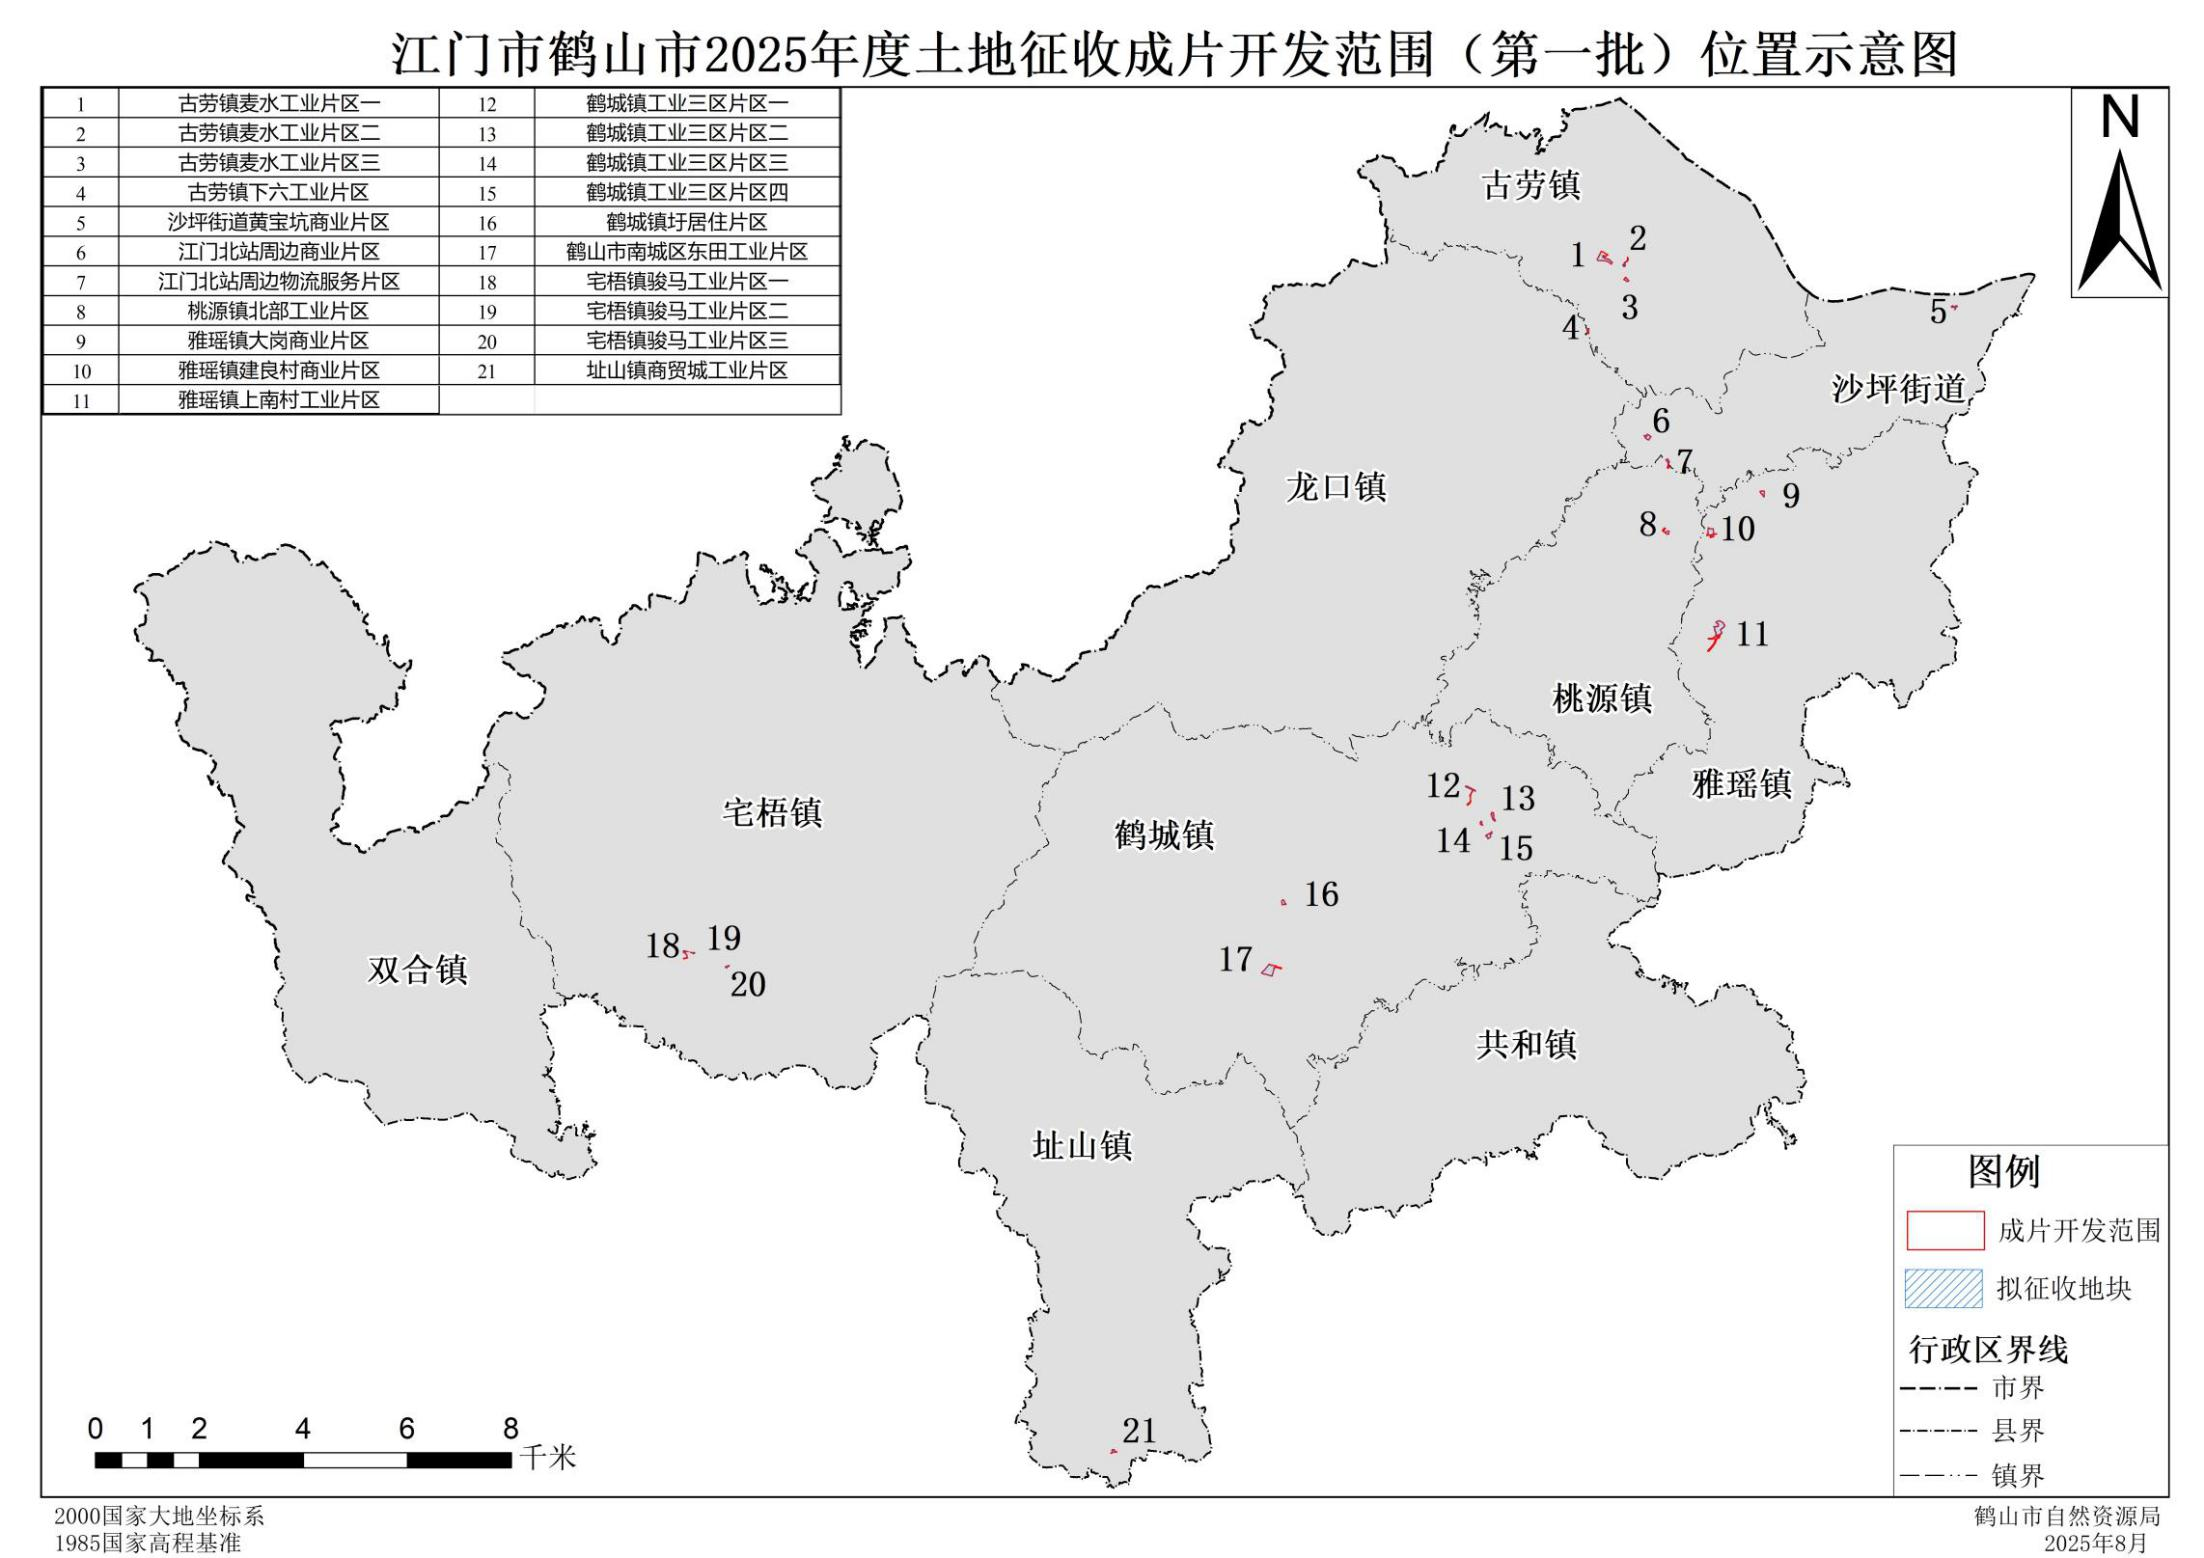 江门市鹤山市2025年度土地征收成片开发范围（第一批）位置示意图
1 古劳镇麦水工业片区一 12 鹤城镇工业三区片区一
2 古劳镇麦水工业片区二 13 鹤城镇工业三区片区二
3 古劳镇麦水工业片区三 14 鹤城镇工业三区片区三
4 古劳镇下六工业片区 15 鹤城镇工业三区片区四
5 沙坪街道黄宝坑商业片区 16 鹤城镇圩居住片区
6 江门北站周边商业片区 17 鹤山市南城区东田工业片区
7 江门北站周边物流服务片区 18 宅梧镇骏马工业片区一
8 桃源镇北部工业片区 19 宅梧镇骏马工业片区二
9 雅瑶镇大岗商业片区 20 宅梧镇骏马工业片区三
10 雅瑶镇建良村商业片区 21 址山镇商贸城工业片区
11 雅瑶镇上南村工业片区
N
古劳镇
1
2
3
4
5
沙坪街道
6
7
龙口镇
8
9
10
11
桃源镇
雅瑶镇
12
13
14
15
宅梧镇
鹤城镇
16
17
18
19
20
双合镇
共和镇
址山镇
21
图例
成片开发范围
拟征收地块
行政区界线
市界
县界
镇界
0 1 2 4 6 8
千米
2000国家大地坐标系
1985国家高程基准
鹤山市自然资源局
2025年8月